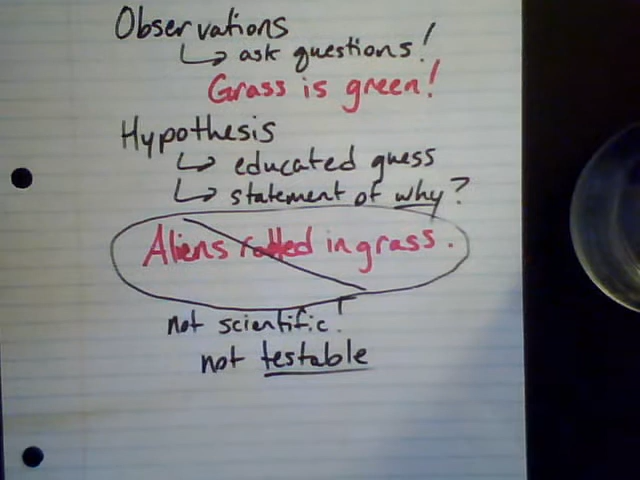 Observations
↳ ask questions!
Grass is green!
Hypothesis
↳ educated guess
↳ statement of why?
Aliens rolled in grass.
not scientific!
not testable